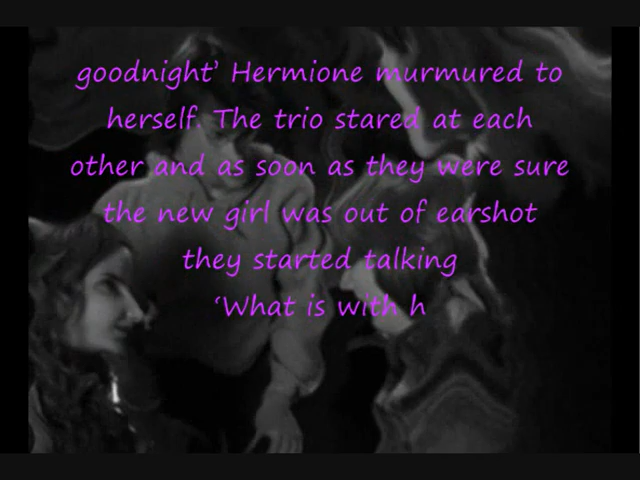 goodnight’ Hermione murmured to
herself. The trio stared at each
other and as soon as they were sure
the new girl was out of earshot
they started talking
‘What is with h